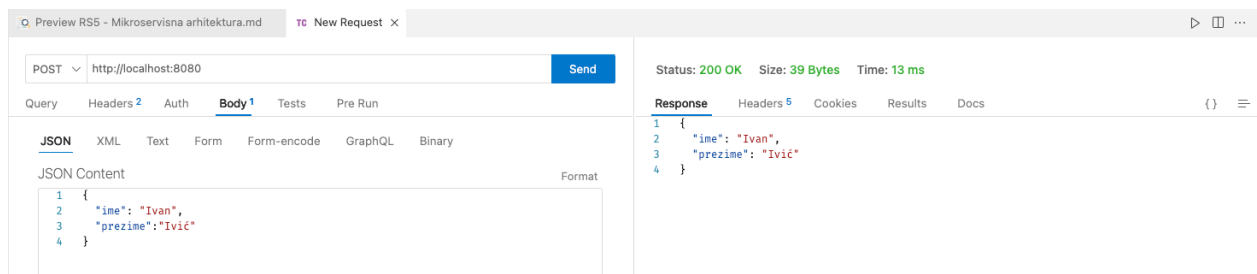 Preview RS5 - Mikroservisna arhitektura.md TC New Request ×
POST http://localhost:8080 Send
Query Headers 2 Auth Body 1 Tests Pre Run
JSON XML Text Form Form-encode GraphQL Binary
JSON Content Format
1 {
2 "ime": "Ivan",
3 "prezime":"Ivić"
4 }
Status: 200 OK Size: 39 Bytes Time: 13 ms
Response Headers 5 Cookies Results Docs { }
1 {
2 "ime": "Ivan",
3 "prezime": "Ivić"
4 }